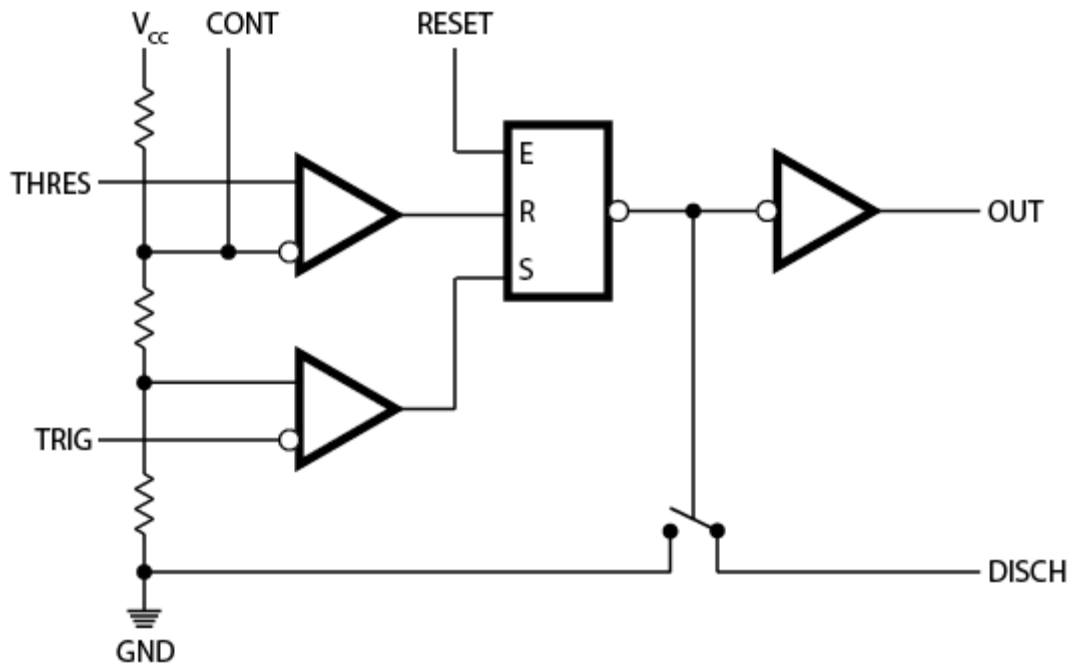 Vcc
CONT
RESET
THRES
E
R
S
OUT
TRIG
DISCH
GND